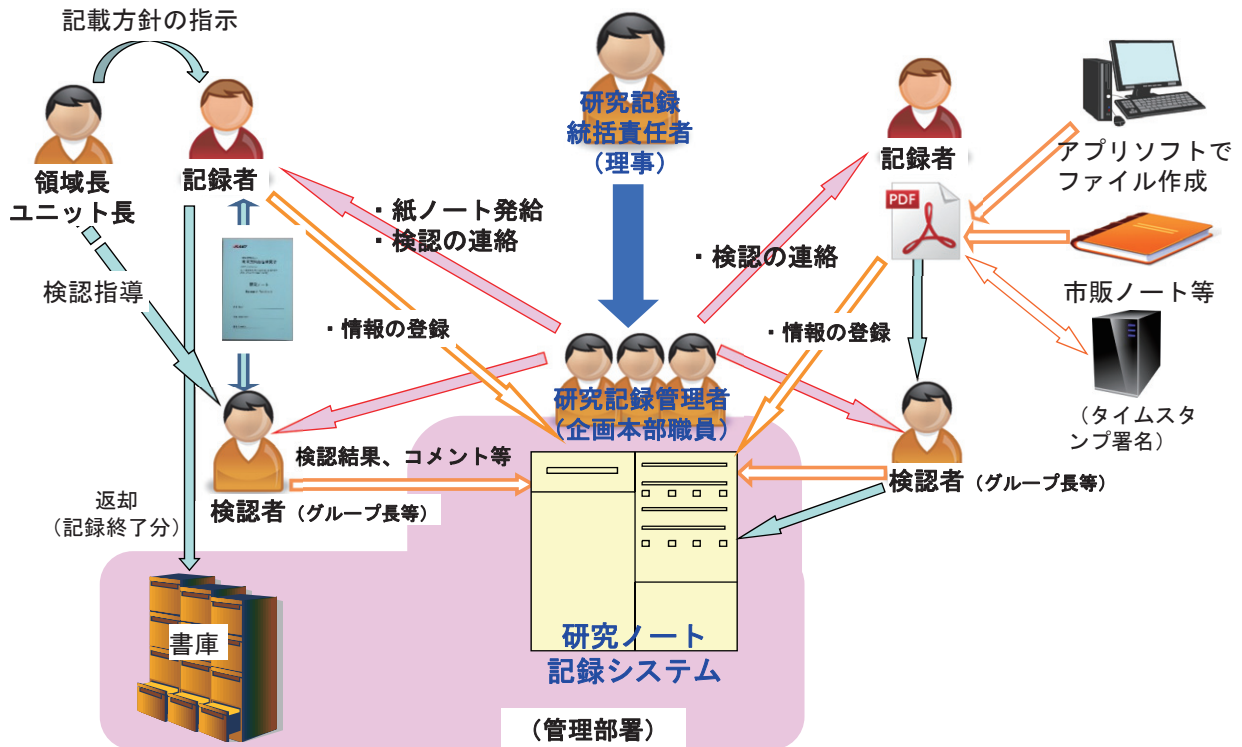 記載方針の指示
領域長
ユニット長
記録者
検認指導
研究記録
統括責任者
（理事）
・紙ノート発給
・検認の連絡
・情報の登録
研究記録管理者
（企画本部職員）
検認結果、コメント等
検認者（グループ長等）
返却
（記録終了分）
書庫
研究ノート
記録システム
（管理部署）
記録者
PDF
アプリソフトで
ファイル作成
・検認の連絡
市販ノート等
・情報の登録
（タイムスタ
ンプ署名）
検認者（グループ長等）